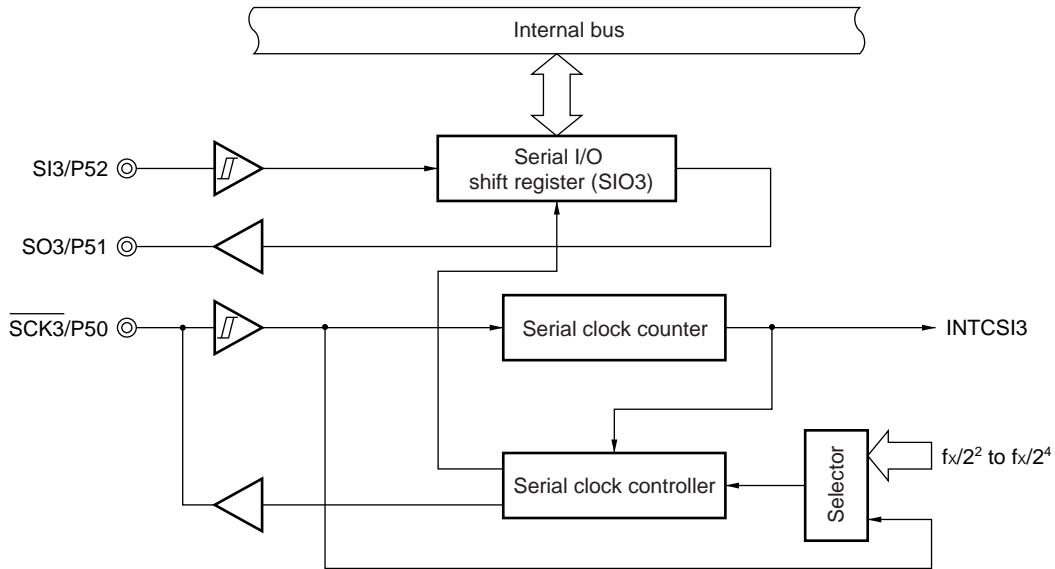 Internal bus
SI3/P52
Serial I/O
shift register (SIO3)
SO3/P51
S̅C̅K̅3̅/P50
Serial clock counter
INTCSI3
Serial clock controller
Selector
fx/2² to fx/2⁴